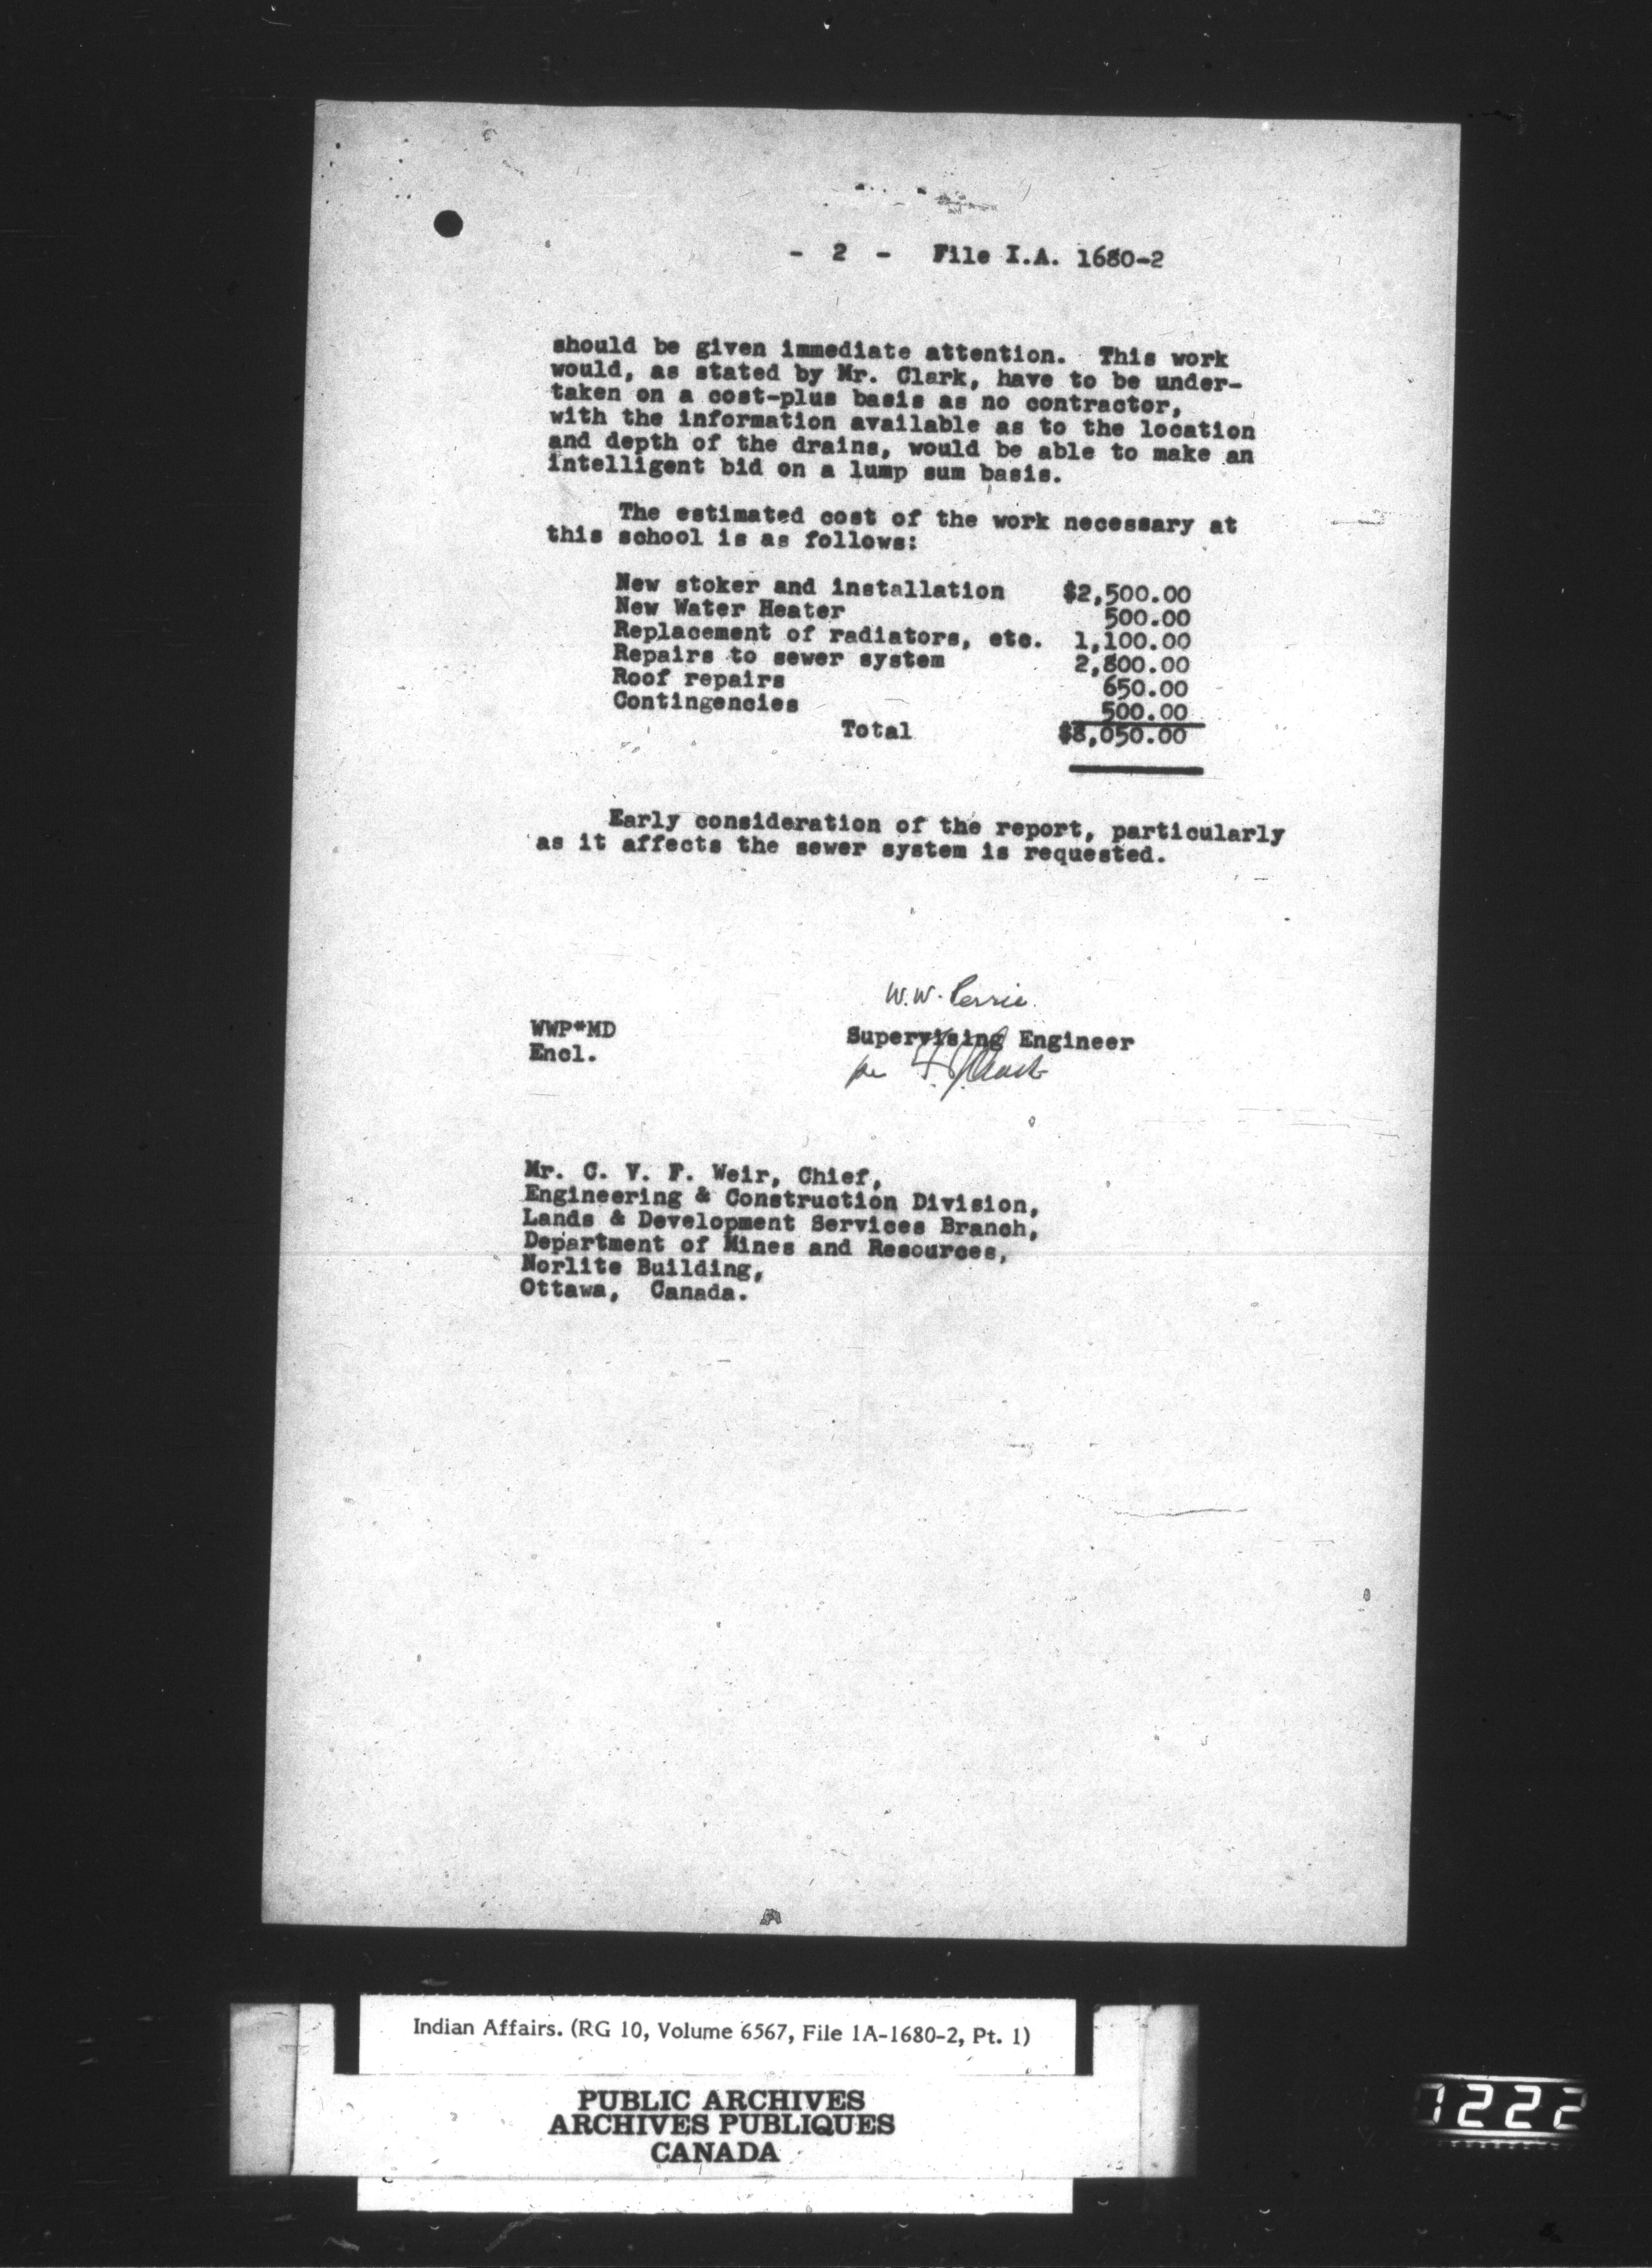 - 2 - File I.A. 1680-2
should be given immediate attention. This work
would, as stated by Mr. Clark, have to be under-
taken on a cost-plus basis as no contractor,
with the information available as to the location
and depth of the drains, would be able to make an
intelligent bid on a lump sum basis.
The estimated cost of the work necessary at
this school is as follows:
New stoker and installation $2,500.00
New Water Heater 500.00
Replacement of radiators, etc. 1,100.00
Repairs to sewer system 2,800.00
Roof repairs 650.00
Contingencies 500.00
Total $8,050.00
Early consideration of the report, particularly
as it affects the sewer system is requested.
W.W. Perrie
WWP*MD Supervising Engineer
Encl.
per
Mr. C. V. F. Weir, Chief,
Engineering & Construction Division,
Lands & Development Services Branch,
Department of Mines and Resources,
Norlite Building,
Ottawa, Canada.
Indian Affairs. (RG 10, Volume 6567, File 1A-1680-2, Pt. 1)
PUBLIC ARCHIVES
ARCHIVES PUBLIQUES
CANADA
1222